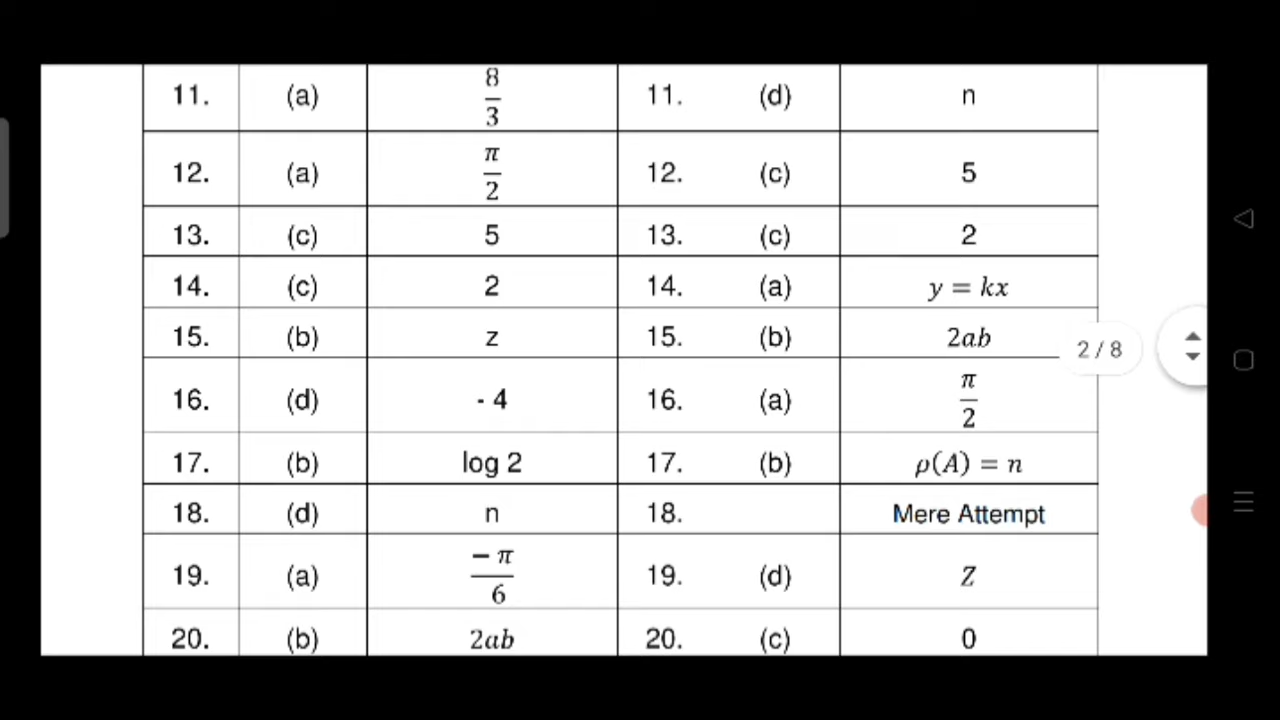 11. (a) 8/3 11. (d) n
12. (a) π/2 12. (c) 5
13. (c) 5 13. (c) 2
14. (c) 2 14. (a) y = kx
15. (b) z 15. (b) 2ab
2 / 8
16. (d) - 4 16. (a) π/2
17. (b) log 2 17. (b) ρ(A) = n
18. (d) n 18. Mere Attempt
19. (a) −π/6 19. (d) Z
20. (b) 2ab 20. (c) 0